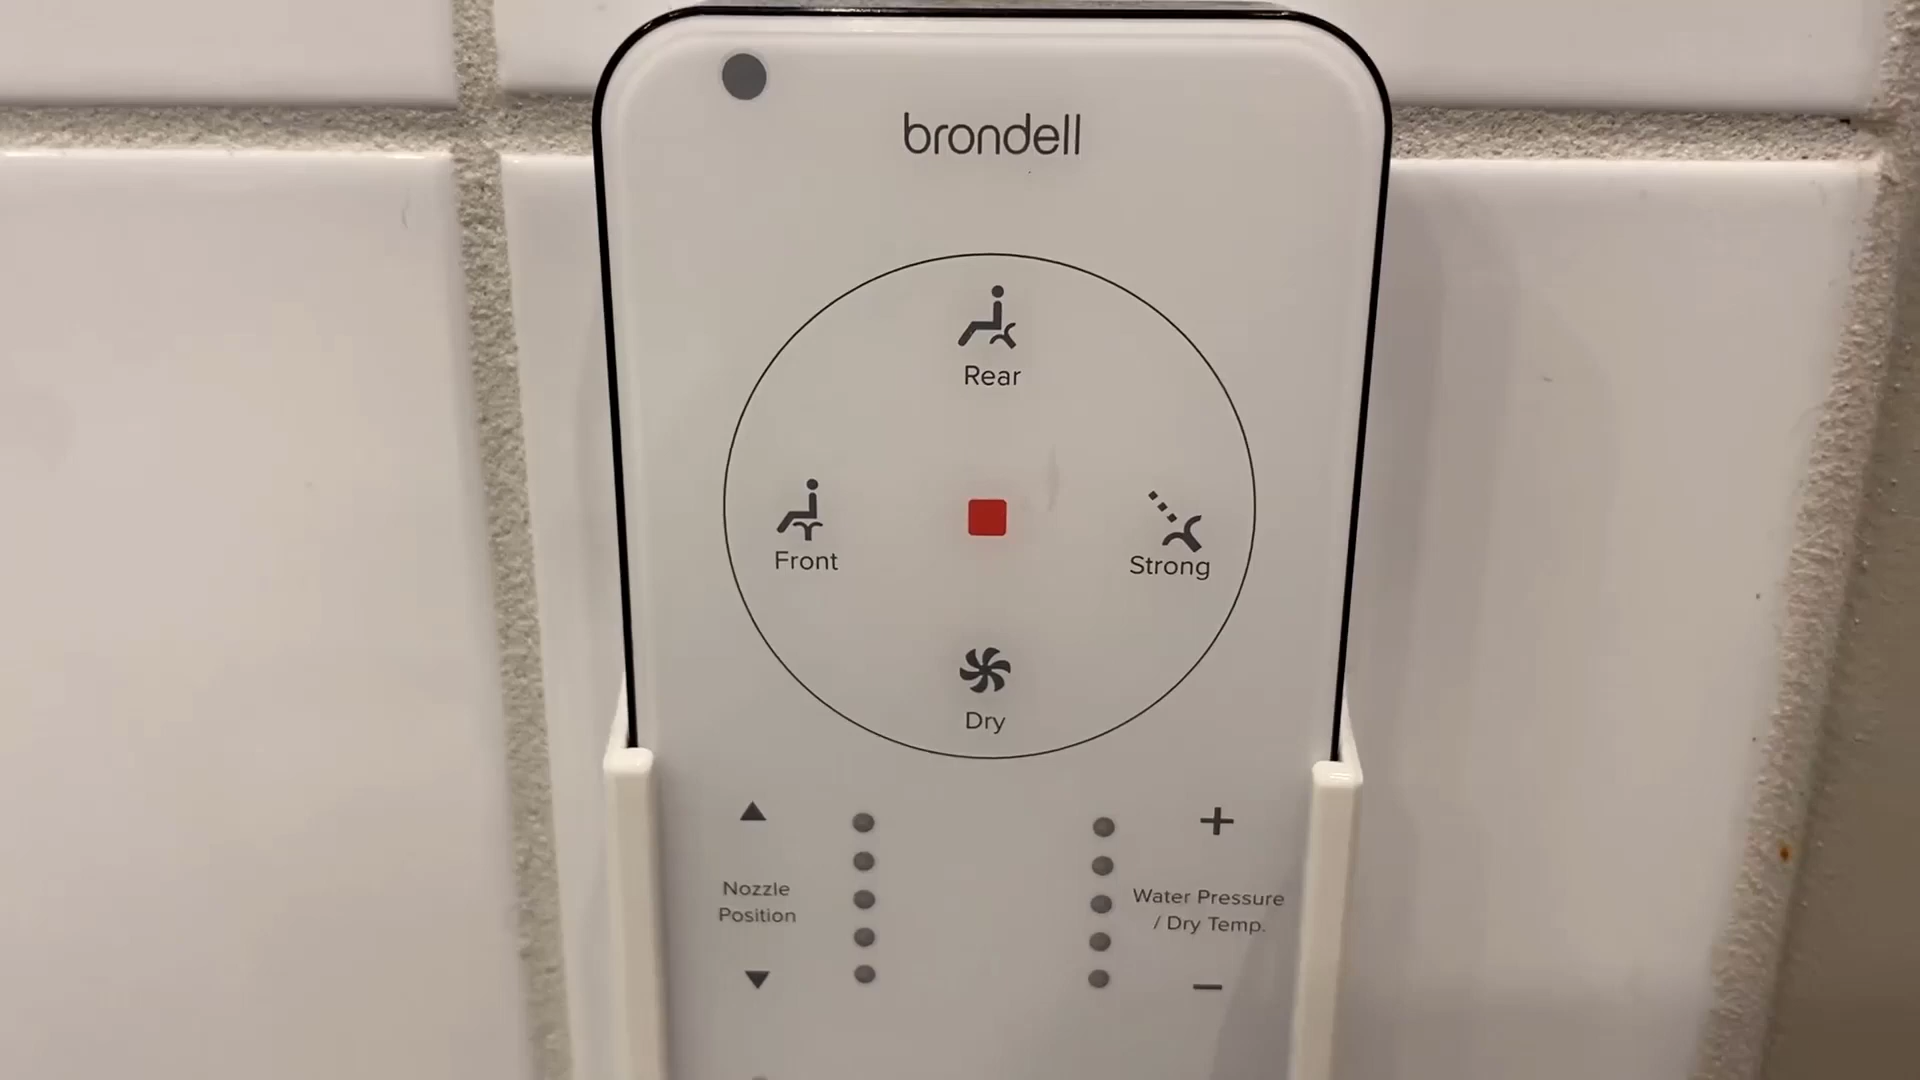 brondell
Rear
Front
Strong
Dry
Nozzle
Position
Water Pressure
/ Dry Temp.